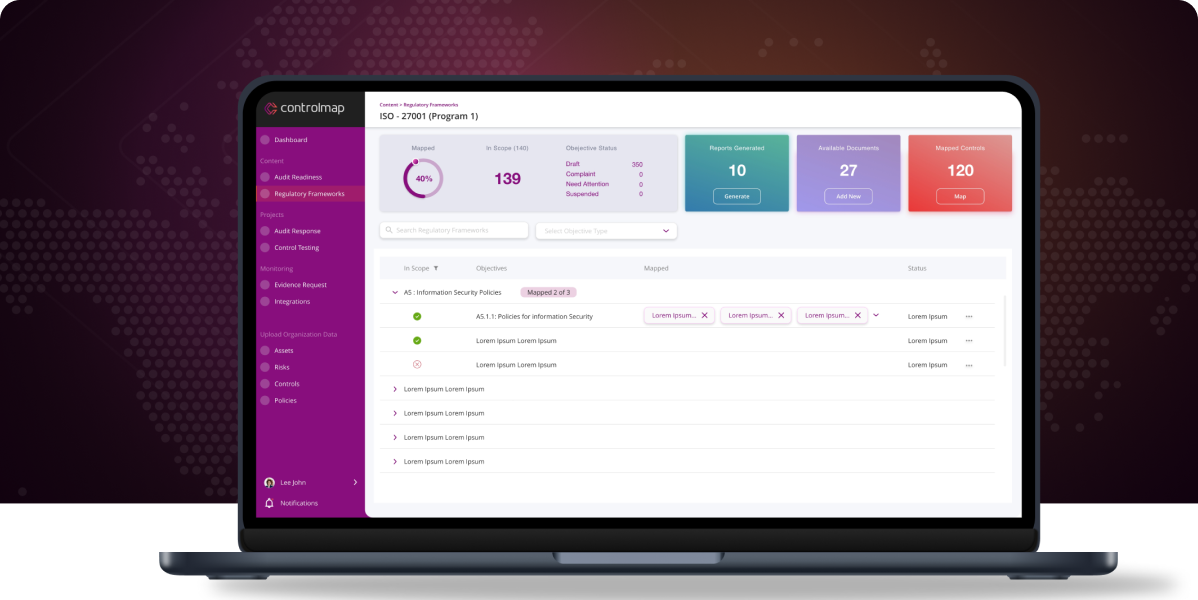 controlmap
Content > Regulatory Frameworks
ISO - 27001 (Program 1)
Dashboard
Content
Audit Readiness
Regulatory Frameworks
Projects
Audit Response
Control Testing
Monitoring
Evidence Request
Integrations
Upload Organization Data
Assets
Risks
Controls
Policies
Lee John
Notifications
Mapped
40%
In Scope (140)
139
Obejective Status
Draft 350
Complaint 0
Need Attention 0
Suspended 0
Reports Generated
10
Generate
Available Documents
27
Add New
Mapped Controls
120
Map
Search Regulatory Frameworks
Select Objective Type
In Scope Objectives Mapped Status
A5 : Information Security Policies Mapped 2 of 3
A5.1.1: Policies for information Security Lorem Ipsum... Lorem Ipsum... Lorem Ipsum... Lorem Ipsum
Lorem Ipsum Lorem Ipsum Lorem Ipsum
Lorem Ipsum Lorem Ipsum Lorem Ipsum
Lorem Ipsum Lorem Ipsum
Lorem Ipsum Lorem Ipsum
Lorem Ipsum Lorem Ipsum
Lorem Ipsum Lorem Ipsum